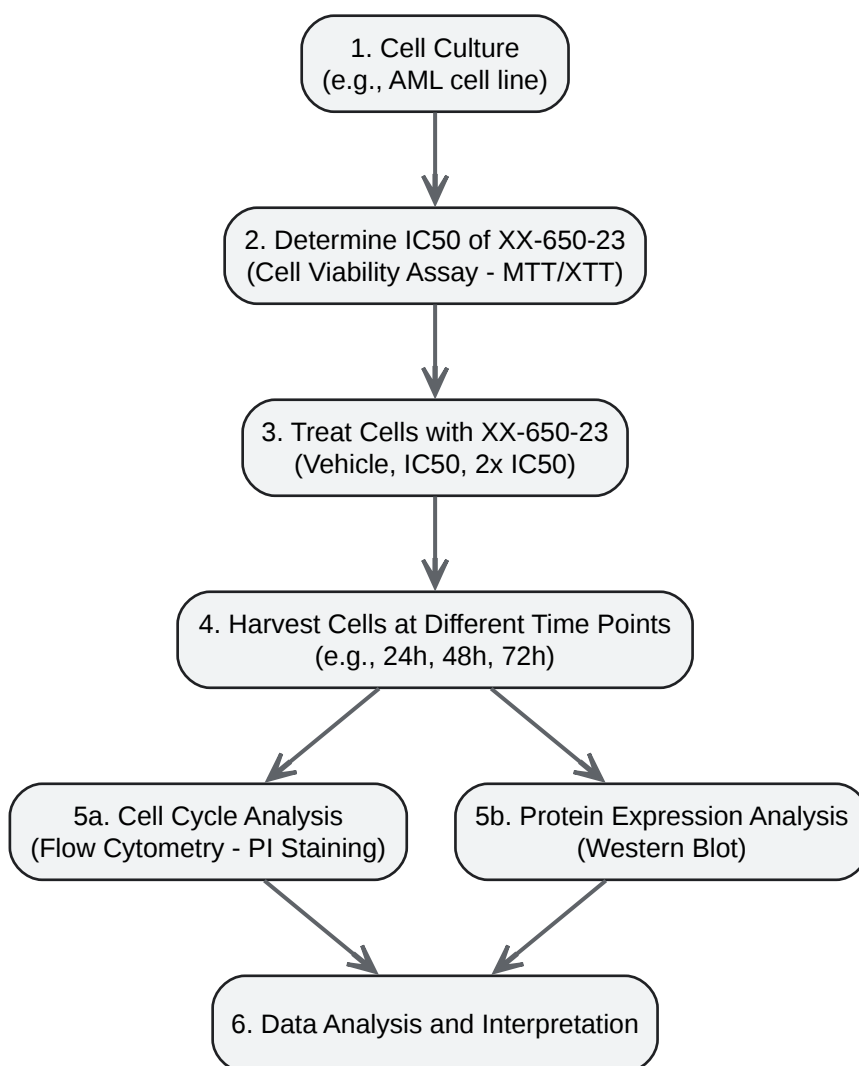 1. Cell Culture
(e.g., AML cell line)
2. Determine IC50 of XX-650-23
(Cell Viability Assay - MTT/XTT)
3. Treat Cells with XX-650-23
(Vehicle, IC50, 2x IC50)
4. Harvest Cells at Different Time Points
(e.g., 24h, 48h, 72h)
5a. Cell Cycle Analysis
(Flow Cytometry - PI Staining)
5b. Protein Expression Analysis
(Western Blot)
6. Data Analysis and Interpretation